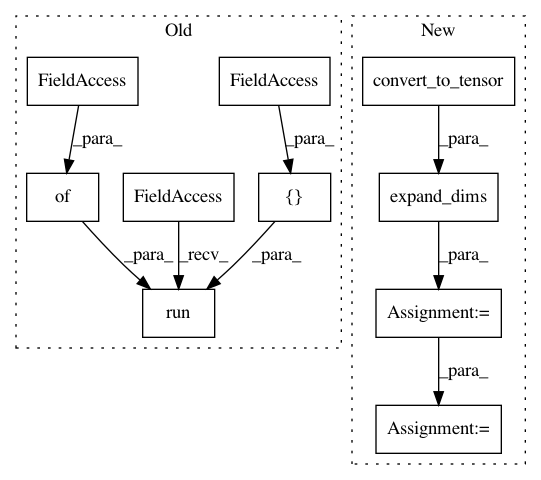 Old
New
FieldAccess
FieldAccess
convert_to_tensor
_para_
_para_
_para_
of
FieldAccess
{}
expand_dims
_para_
_recv_
_para_
_para_
run
Assignment:=
_para_
Assignment:=